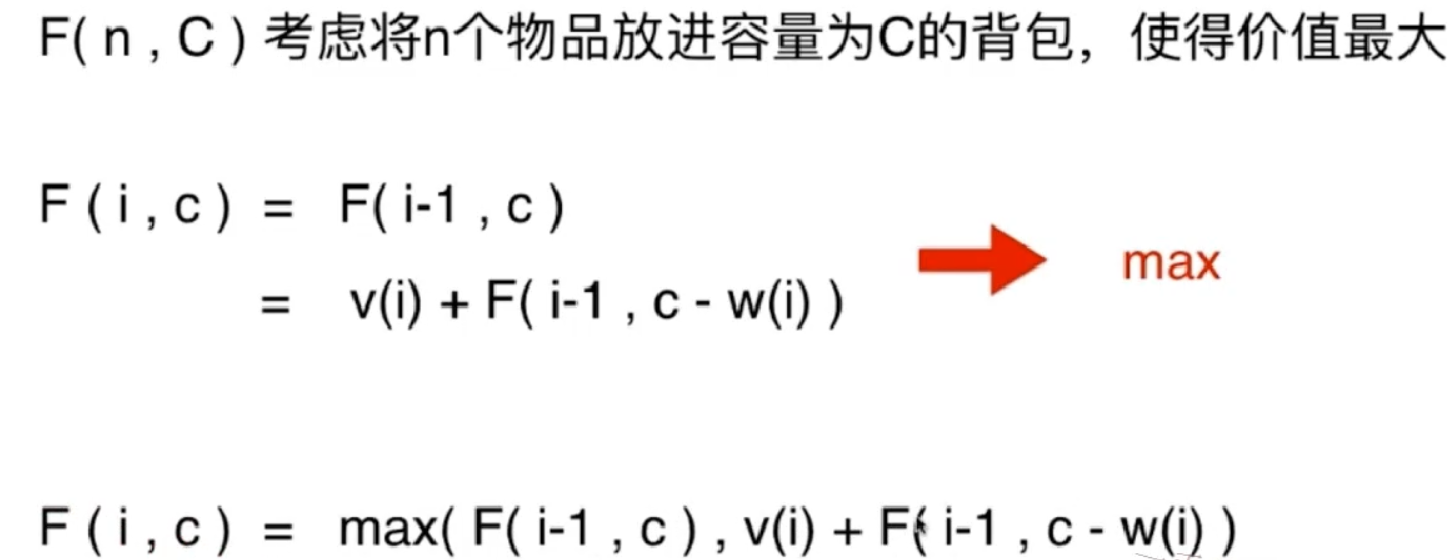 F( n , C ) 考虑将n个物品放进容量为C的背包，使得价值最大
F ( i , c ) = F( i-1 , c )
= v(i) + F( i-1 , c - w(i) )
max
F ( i , c ) = max( F( i-1 , c ) , v(i) + F( i-1 , c - w(i) )